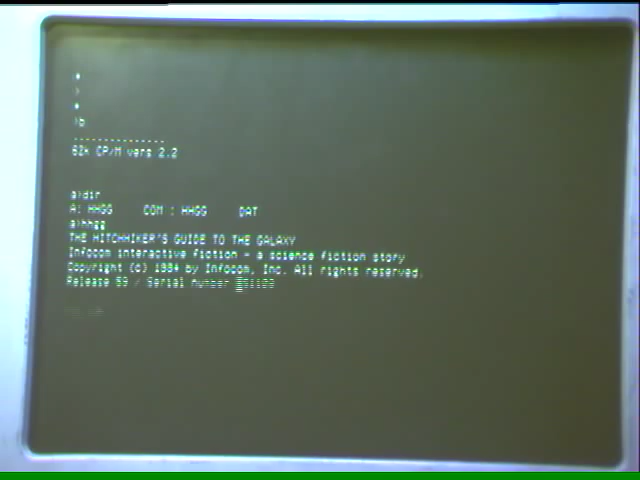 *
>
*
>b
62k CP/M vers 2.2
a>dir
A: HHGG     COM : HHGG     DAT
a>hhgg
THE HITCHHIKER'S GUIDE TO THE GALAXY
Infocom interactive fiction - a science fiction story
Copyright (c) 1984 by Infocom, Inc. All rights reserved.
Release 59 / Serial number